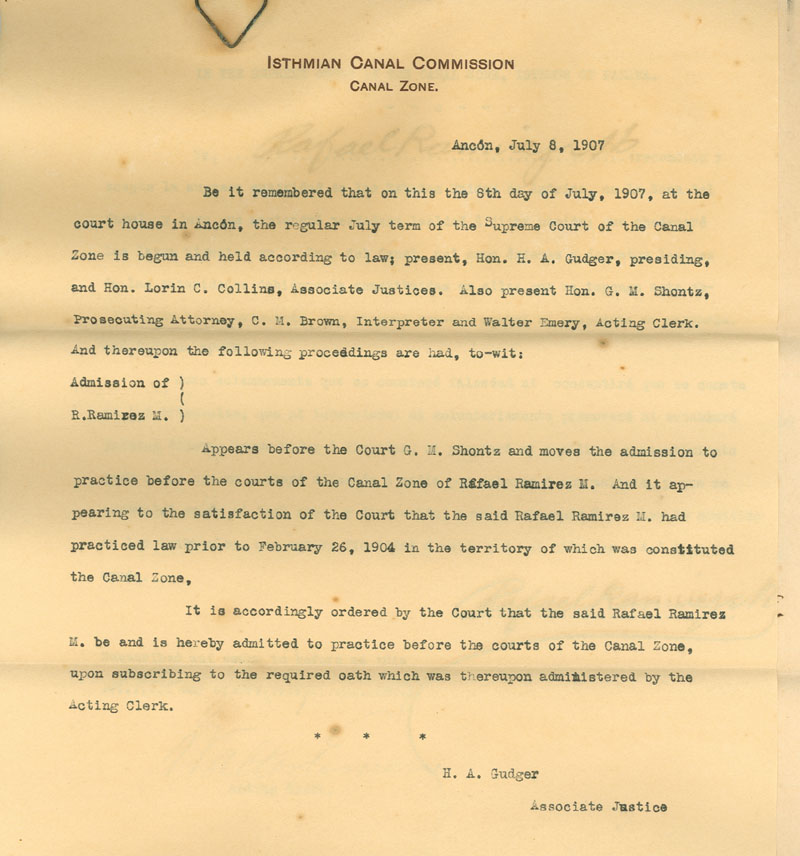 ISTHMIAN CANAL COMMISSION
CANAL ZONE.
Ancón, July 8, 1907
Be it remembered that on this the 8th day of July, 1907, at the
court house in Ancón, the regular July term of the Supreme Court of the Canal
Zone is begun and held according to law; present, Hon. H. A. Gudger, presiding,
and Hon. Lorin C. Collins, Associate Justices. Also present Hon. G. M. Shontz,
Prosecuting Attorney, C. M. Brown, Interpreter and Walter Emery, Acting Clerk.
And thereupon the following proceedings are had, to-wit:
Admission of )
(
R.Ramirez M. )
Appears before the Court G. M. Shontz and moves the admission to
practice before the courts of the Canal Zone of Rafael Ramirez M. And it ap-
pearing to the satisfaction of the Court that the said Rafael Ramirez M. had
practiced law prior to February 26, 1904 in the territory of which was constituted
the Canal Zone,
It is accordingly ordered by the Court that the said Rafael Ramirez
M. be and is hereby admitted to practice before the courts of the Canal Zone,
upon subscribing to the required oath which was thereupon administered by the
Acting Clerk.
* * *
H. A. Gudger
Associate Justice